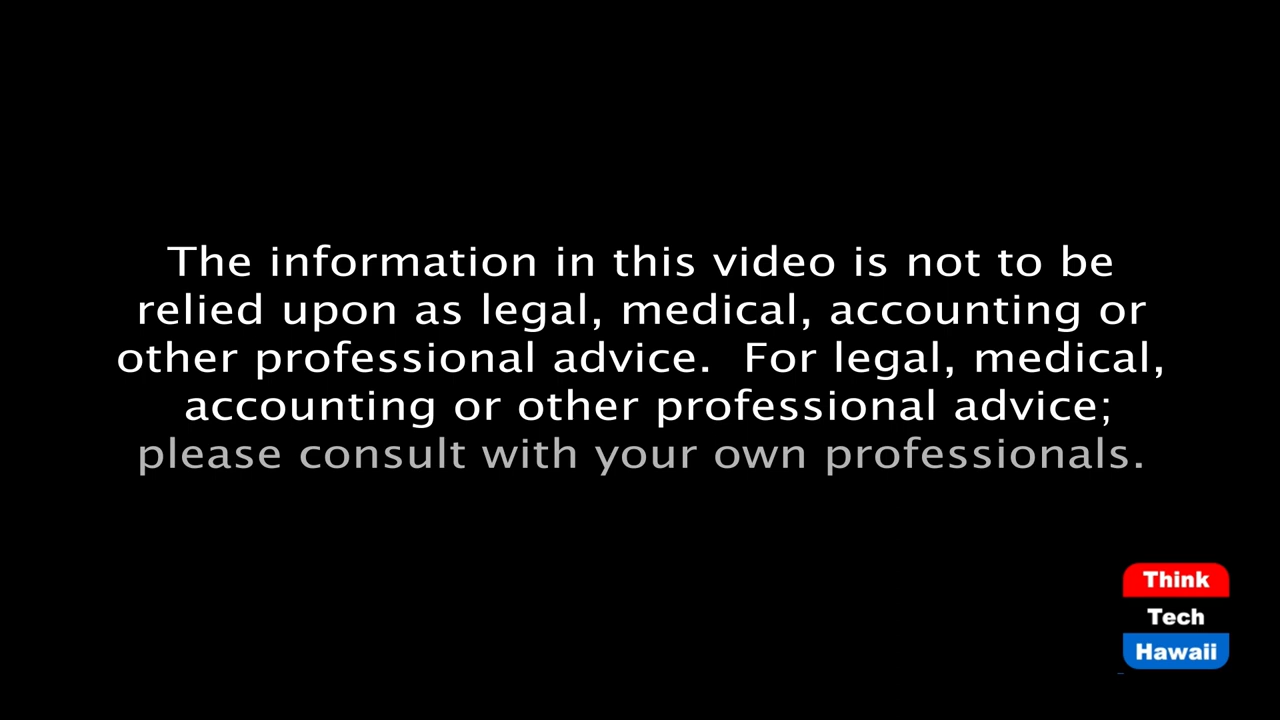 The information in this video is not to be
relied upon as legal, medical, accounting or
other professional advice.  For legal, medical,
accounting or other professional advice;
please consult with your own professionals.
Think
Tech
Hawaii